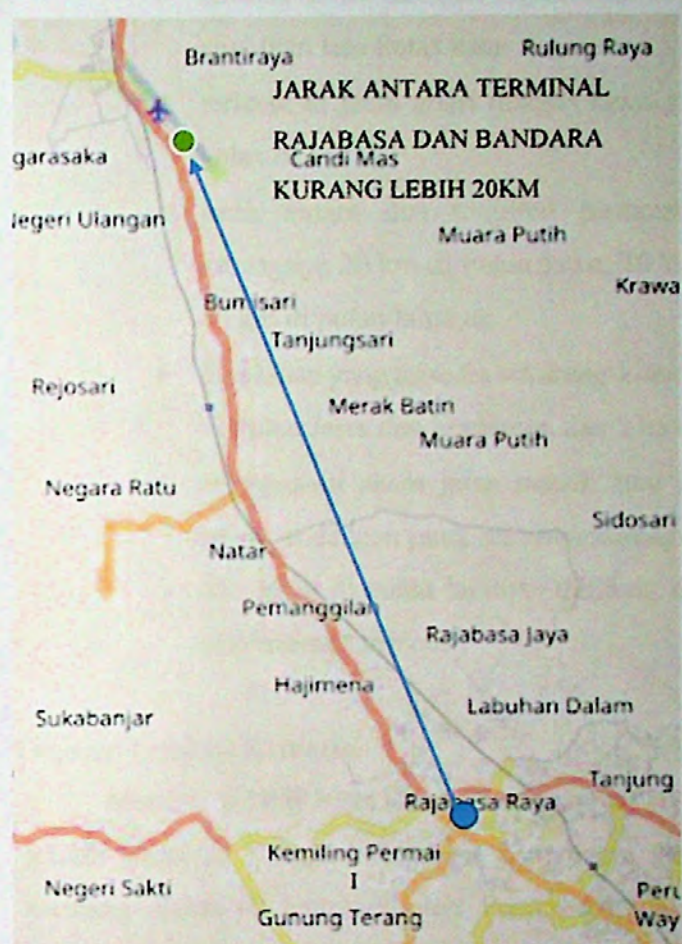 Brantiraya
Rulung Raya
JARAK ANTARA TERMINAL
RAJABASA DAN BANDARA
KURANG LEBIH 20KM
garasaka
Candi Mas
Negeri Ulangan
Muara Putih
Krawa
Bumisari
Tanjungsari
Rejosari
Merak Batin
Muara Putih
Negara Ratu
Sidosari
Natar
Pemanggilan
Rajabasa Jaya
Hajimena
Labuhan Dalam
Sukabanjar
Tanjung
Rajabasa Raya
Kemiling Permai
I
Negeri Sakti
Peru
Gunung Terang
Way